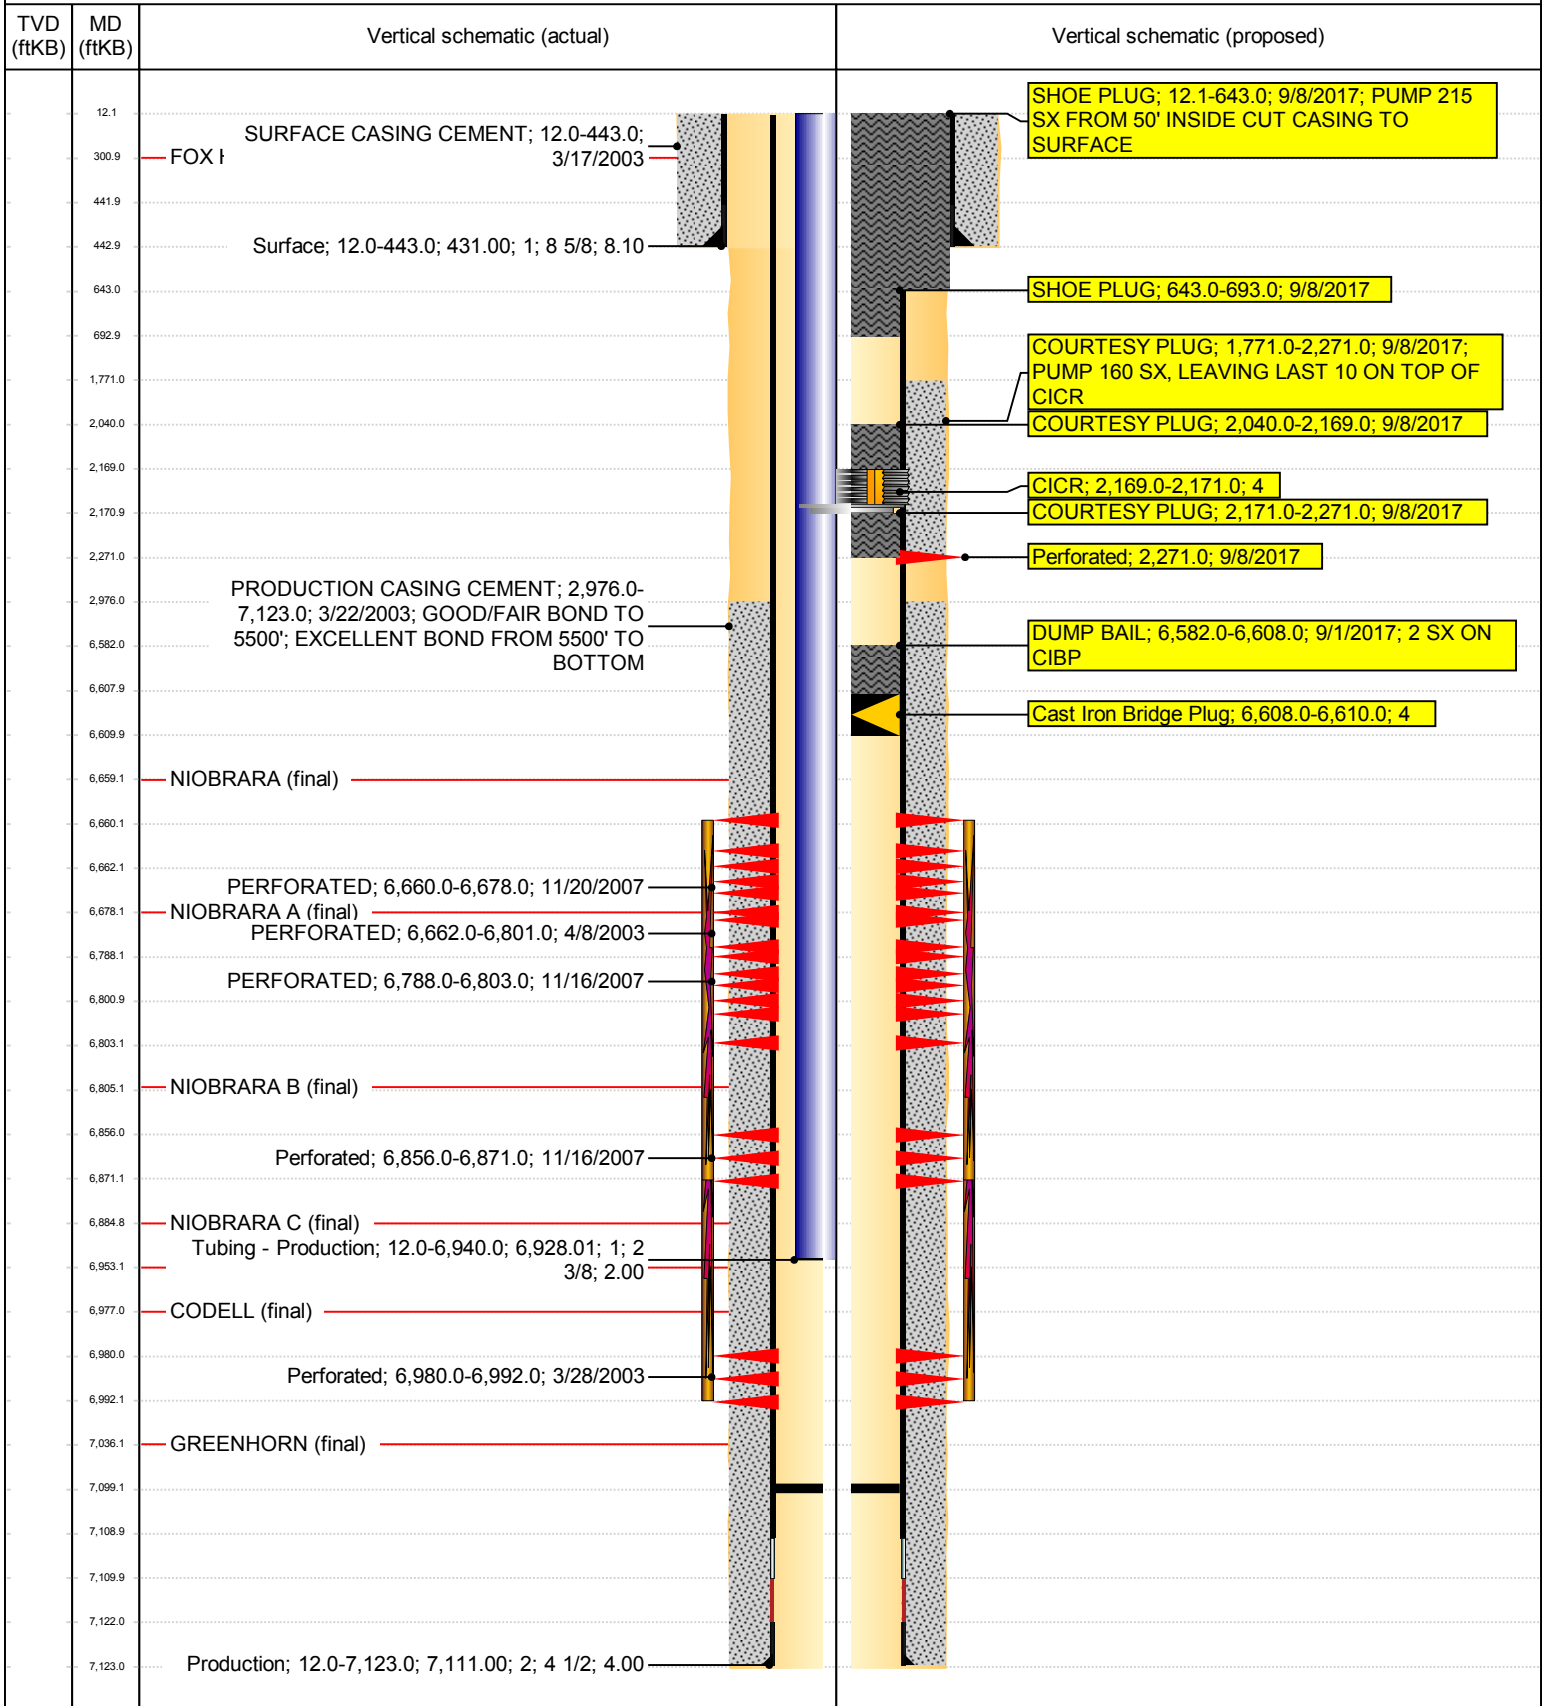 TVD
(ftKB)
MD
(ftKB)
Vertical schematic (actual)
Vertical schematic (proposed)
12.1
300.9
441.9
442.9
643.0
692.9
1,771.0
2,040.0
2,169.0
2,170.9
2,271.0
2,976.0
6,582.0
6,607.9
6,609.9
6,659.1
6,660.1
6,662.1
6,678.1
6,788.1
6,800.9
6,803.1
6,805.1
6,856.0
6,871.1
6,884.8
6,953.1
6,977.0
6,980.0
6,992.1
7,036.1
7,099.1
7,108.9
7,109.9
7,122.0
7,123.0
SURFACE CASING CEMENT; 12.0-443.0;
3/17/2003
FOX
Surface; 12.0-443.0; 431.00; 1; 8 5/8; 8.10
PRODUCTION CASING CEMENT; 2,976.0-
7,123.0; 3/22/2003; GOOD/FAIR BOND TO
5500'; EXCELLENT BOND FROM 5500' TO
BOTTOM
NIOBRARA (final)
PERFORATED; 6,660.0-6,678.0; 11/20/2007
NIOBRARA A (final)
PERFORATED; 6,662.0-6,801.0; 4/8/2003
PERFORATED; 6,788.0-6,803.0; 11/16/2007
NIOBRARA B (final)
Perforated; 6,856.0-6,871.0; 11/16/2007
NIOBRARA C (final)
Tubing - Production; 12.0-6,940.0; 6,928.01; 1; 2
3/8; 2.00
CODELL (final)
Perforated; 6,980.0-6,992.0; 3/28/2003
GREENHORN (final)
Production; 12.0-7,123.0; 7,111.00; 2; 4 1/2; 4.00
SHOE PLUG; 12.1-643.0; 9/8/2017; PUMP 215
SX FROM 50' INSIDE CUT CASING TO
SURFACE
SHOE PLUG; 643.0-693.0; 9/8/2017
COURTESY PLUG; 1,771.0-2,271.0; 9/8/2017;
PUMP 160 SX, LEAVING LAST 10 ON TOP OF
CICR
COURTESY PLUG; 2,040.0-2,169.0; 9/8/2017
CICR; 2,169.0-2,171.0; 4
COURTESY PLUG; 2,171.0-2,271.0; 9/8/2017
Perforated; 2,271.0; 9/8/2017
DUMP BAIL; 6,582.0-6,608.0; 9/1/2017; 2 SX ON
CIBP
Cast Iron Bridge Plug; 6,608.0-6,610.0; 4